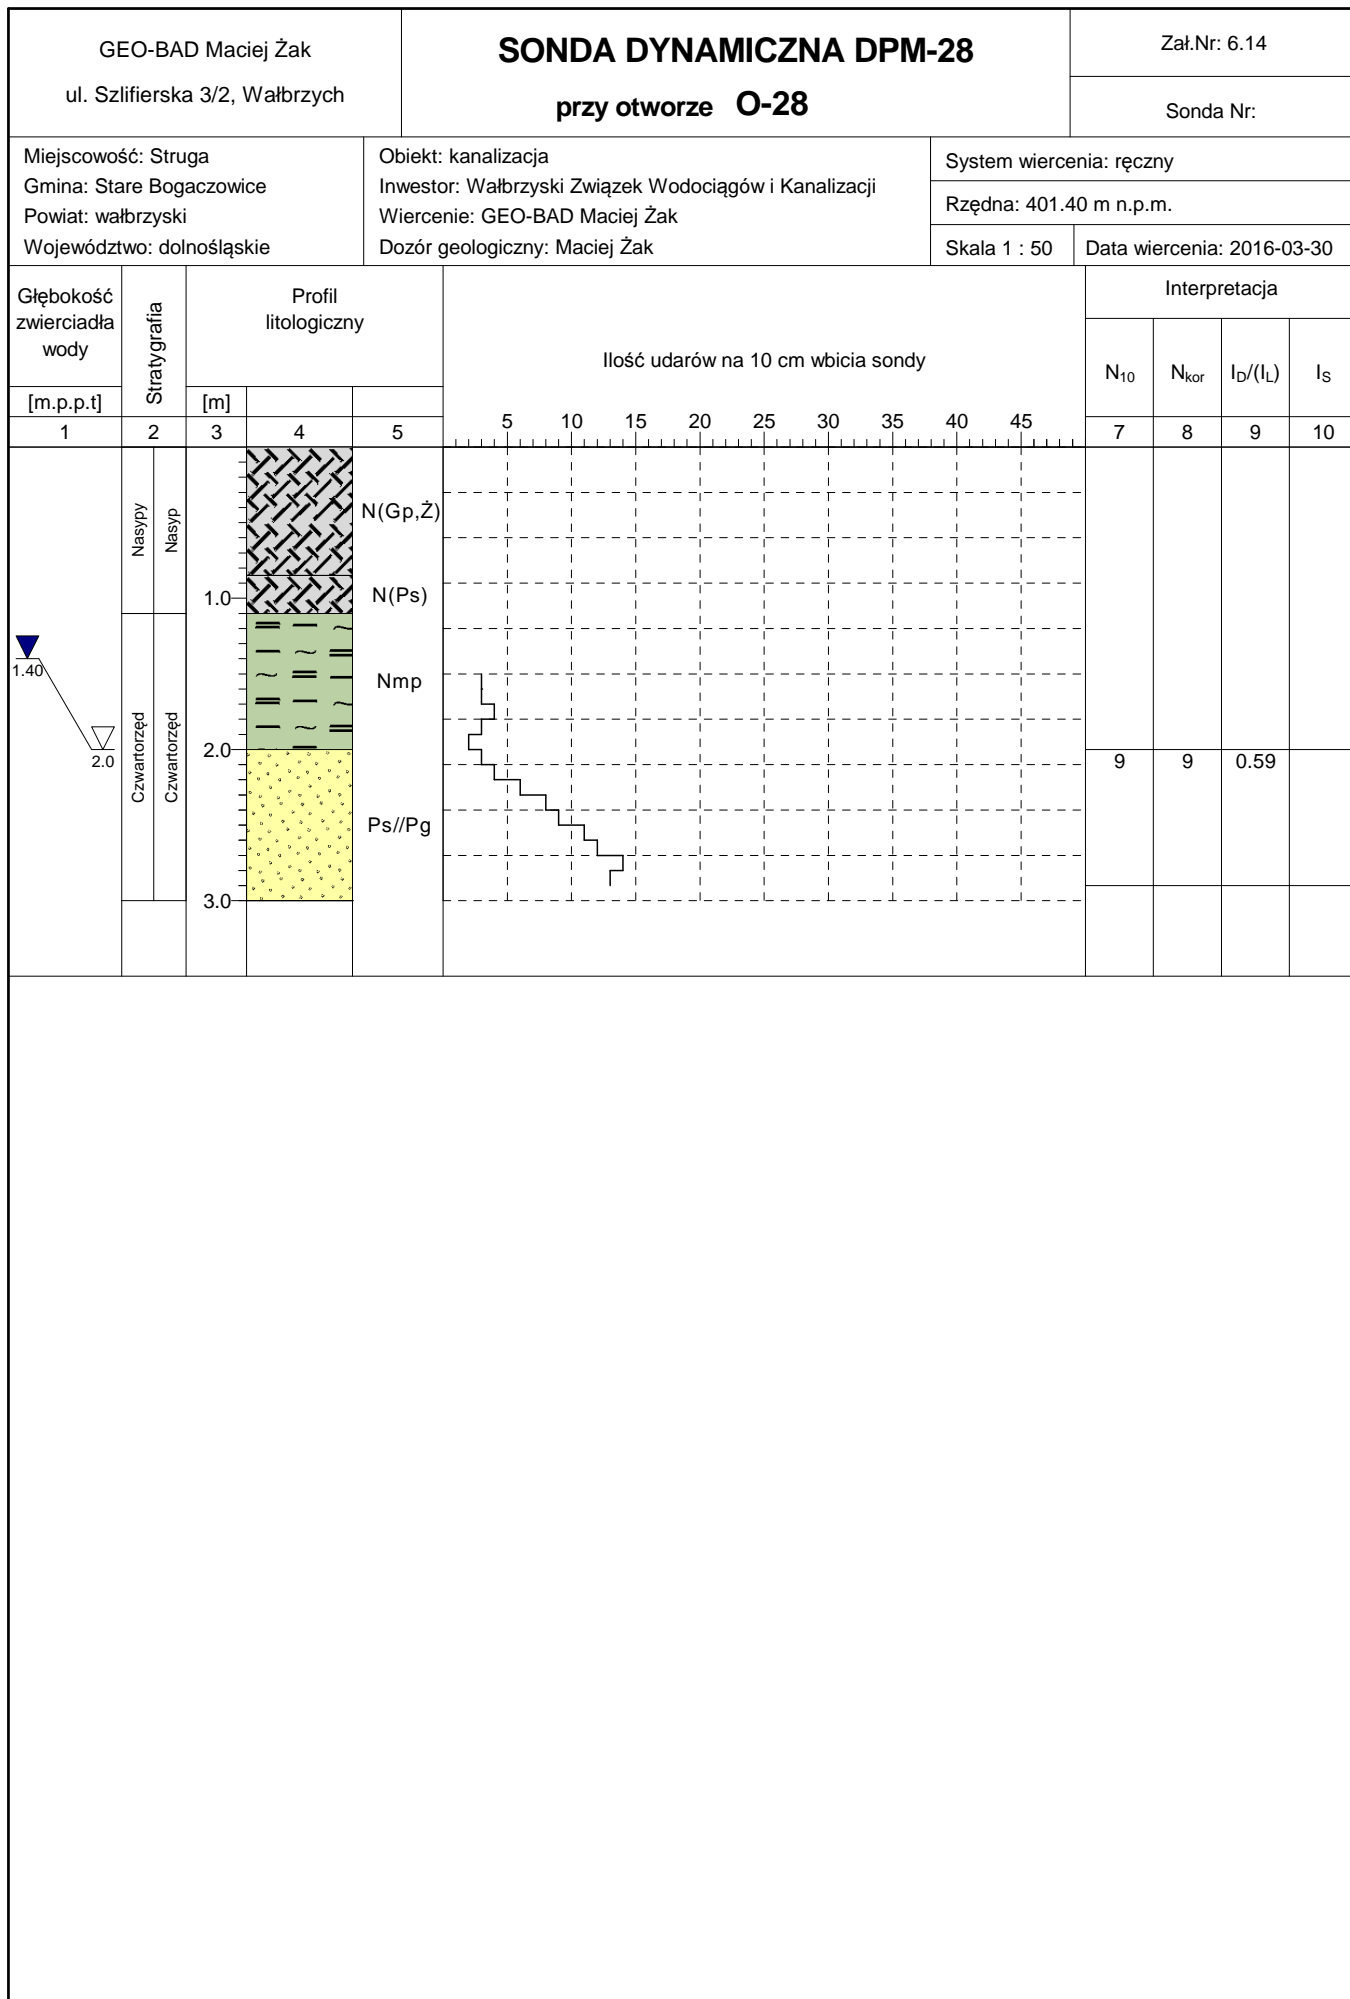 GEO-BAD Maciej Żak
ul. Szlifierska 3/2, Wałbrzych
SONDA DYNAMICZNA DPM-28
przy otworze O-28
Zał.Nr: 6.14
Sonda Nr:
Miejscowość: Struga
Gmina: Stare Bogaczowice
Powiat: wałbrzyski
Województwo: dolnośląskie
Obiekt: kanalizacja
Inwestor: Wałbrzyski Związek Wodociągów i Kanalizacji
Wiercenie: GEO-BAD Maciej Żak
Dozór geologiczny: Maciej Żak
System wiercenia: ręczny
Rzędna: 401.40 m n.p.m.
Skala 1 : 50
Data wiercenia: 2016-03-30
Głębokość
zwierciadła
wody
[m.p.p.t]
Stratygrafia
Profil
litologiczny
[m]
Ilość udarów na 10 cm wbicia sondy
5 10 15 20 25 30 35 40 45
Interpretacja
N10 Nkor ID/(IL) IS
1 2 3 4 5 7 8 9 10
Nasypy
Nasyp
N(Gp,Ż)
1.0
N(Ps)
1.40
Nmp
2.0
Czwartorzęd
Czwartorzęd
2.0
9 9 0.59
Ps//Pg
3.0